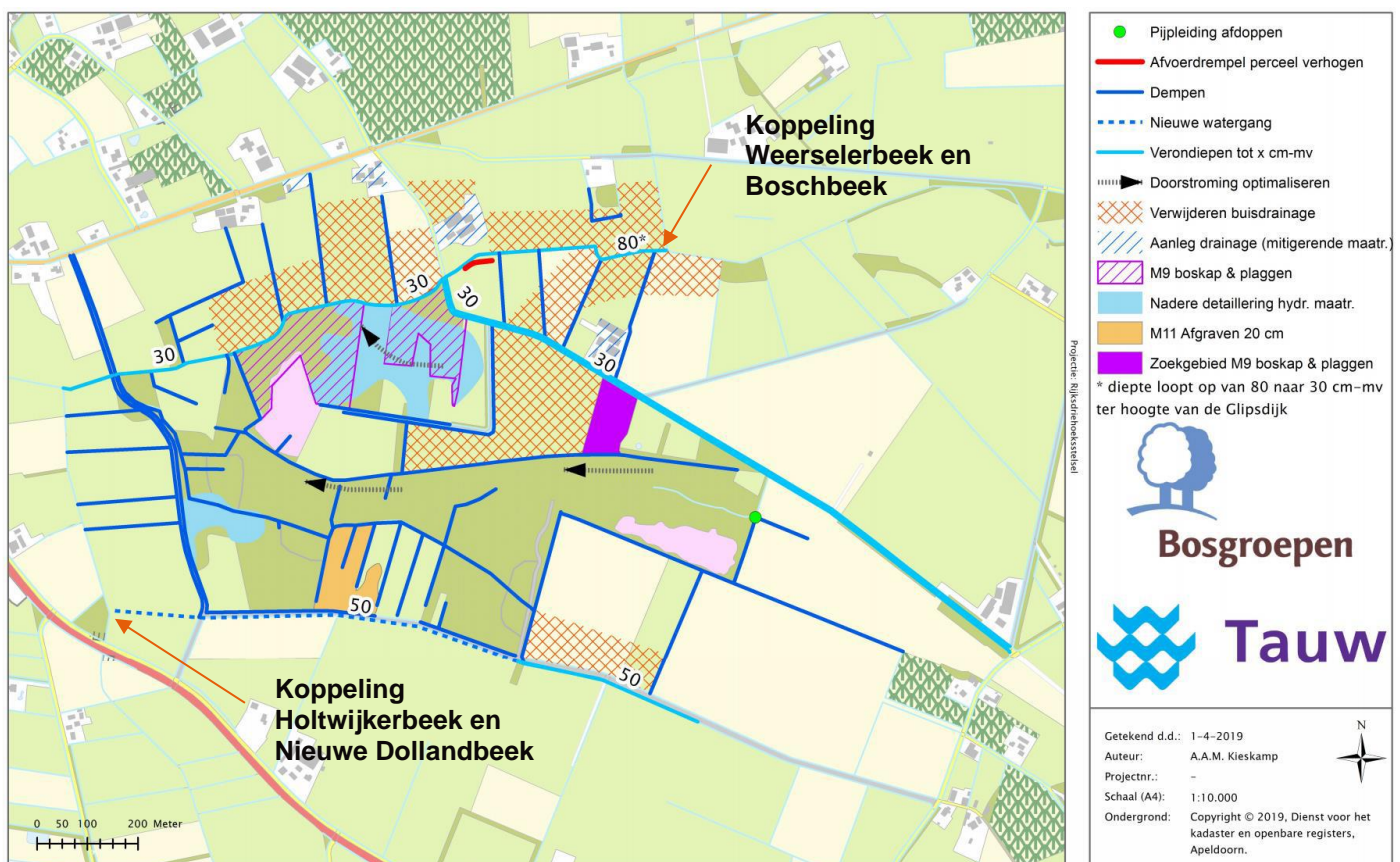 Koppeling
Weerselerbeek en
Boschbeek
80*
30
30
30
30
50
50
Koppeling
Holtwijkerbeek en
Nieuwe Dollandbeek
0 50 100 200 Meter
Projectie: Rijksdriehoeksstelsel
Pijpleiding afdoppen
Afvoerdrempel perceel verhogen
Dempen
Nieuwe watergang
Verondiepen tot x cm-mv
Doorstroming optimaliseren
Verwijderen buisdrainage
Aanleg drainage (mitigerende maatr.)
M9 boskap & plaggen
Nadere detaillering hydr. maatr.
M11 Afgraven 20 cm
Zoekgebied M9 boskap & plaggen
* diepte loopt op van 80 naar 30 cm-mv
ter hoogte van de Glipsdijk
Bosgroepen
Tauw
Getekend d.d.: 1-4-2019
Auteur: A.A.M. Kieskamp
Projectnr.: -
Schaal (A4): 1:10.000
Ondergrond: Copyright © 2019, Dienst voor het
kadaster en openbare registers,
Apeldoorn.
N